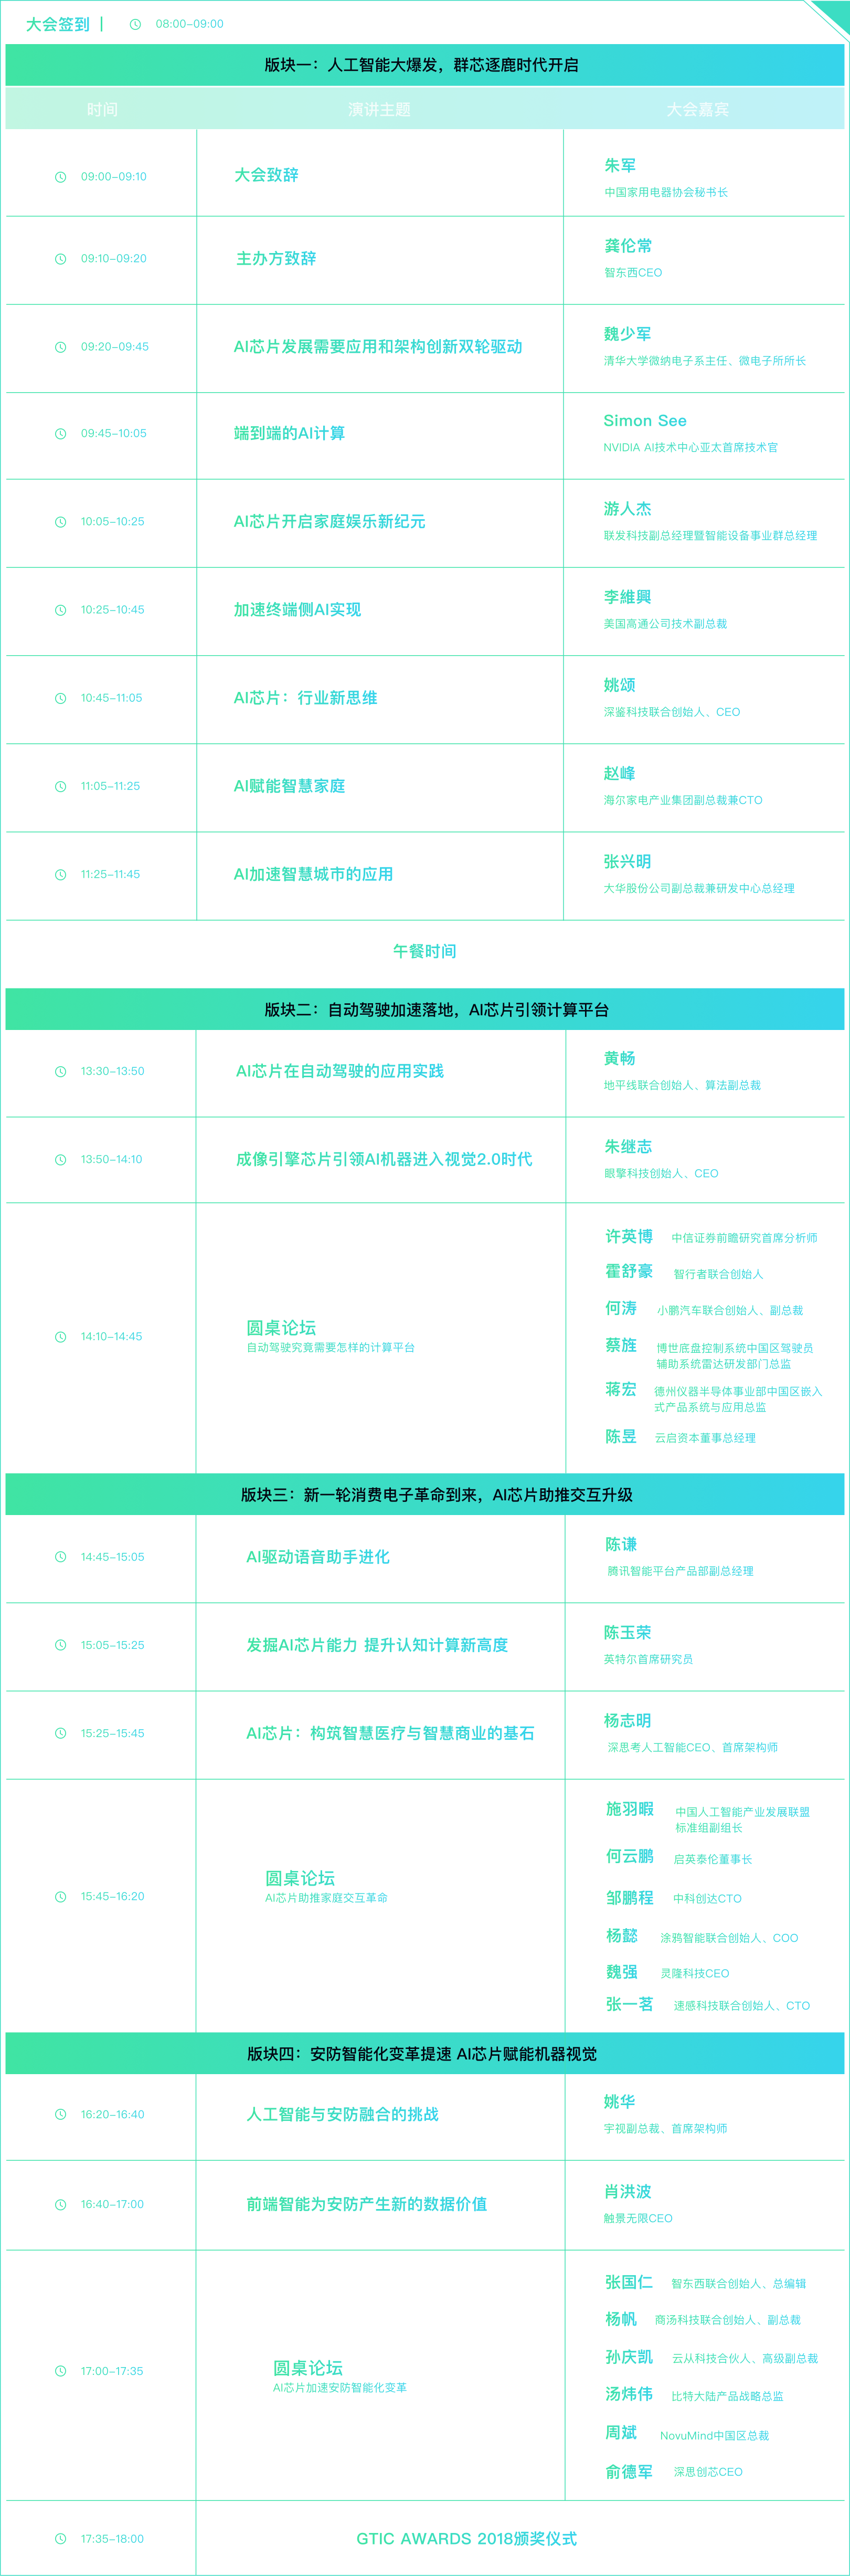 大会签到 | 08:00-09:00
版块一：人工智能大爆发，群芯逐鹿时代开启
时间 演讲主题 大会嘉宾
09:00-09:10 大会致辞 朱军
中国家用电器协会秘书长
09:10-09:20 主办方致辞 龚伦常
智东西CEO
09:20-09:45 AI芯片发展需要应用和架构创新双轮驱动 魏少军
清华大学微纳电子系主任、微电子所所长
09:45-10:05 端到端的AI计算 Simon See
NVIDIA AI技术中心亚太首席技术官
10:05-10:25 AI芯片开启家庭娱乐新纪元 游人杰
联发科技副总经理暨智能设备事业群总经理
10:25-10:45 加速终端侧AI实现 李維興
美国高通公司技术副总裁
10:45-11:05 AI芯片：行业新思维 姚颂
深鉴科技联合创始人、CEO
11:05-11:25 AI赋能智慧家庭 赵峰
海尔家电产业集团副总裁兼CTO
11:25-11:45 AI加速智慧城市的应用 张兴明
大华股份公司副总裁兼研发中心总经理
午餐时间
版块二：自动驾驶加速落地，AI芯片引领计算平台
13:30-13:50 AI芯片在自动驾驶的应用实践 黄畅
地平线联合创始人、算法副总裁
13:50-14:10 成像引擎芯片引领AI机器进入视觉2.0时代 朱继志
眼擎科技创始人、CEO
14:10-14:45 圆桌论坛
自动驾驶究竟需要怎样的计算平台
许英博 中信证券前瞻研究首席分析师
霍舒豪 智行者联合创始人
何涛 小鹏汽车联合创始人、副总裁
蔡旌 博世底盘控制系统中国区驾驶员
辅助系统雷达研发部门总监
蒋宏 德州仪器半导体事业部中国区嵌入
式产品系统与应用总监
陈昱 云启资本董事总经理
版块三：新一轮消费电子革命到来，AI芯片助推交互升级
14:45-15:05 AI驱动语音助手进化 陈谦
腾讯智能平台产品部副总经理
15:05-15:25 发掘AI芯片能力 提升认知计算新高度 陈玉荣
英特尔首席研究员
15:25-15:45 AI芯片：构筑智慧医疗与智慧商业的基石 杨志明
深思考人工智能CEO、首席架构师
15:45-16:20 圆桌论坛
AI芯片助推家庭交互革命
施羽暇 中国人工智能产业发展联盟
标准组副组长
何云鹏 启英泰伦董事长
邹鹏程 中科创达CTO
杨懿 涂鸦智能联合创始人、COO
魏强 灵隆科技CEO
张一茗 速感科技联合创始人、CTO
版块四：安防智能化变革提速 AI芯片赋能机器视觉
16:20-16:40 人工智能与安防融合的挑战 姚华
宇视副总裁、首席架构师
16:40-17:00 前端智能为安防产生新的数据价值 肖洪波
触景无限CEO
17:00-17:35 圆桌论坛
AI芯片加速安防智能化变革
张国仁 智东西联合创始人、总编辑
杨帆 商汤科技联合创始人、副总裁
孙庆凯 云从科技合伙人、高级副总裁
汤炜伟 比特大陆产品战略总监
周斌 NovuMind中国区总裁
俞德军 深思创芯CEO
17:35-18:00 GTIC AWARDS 2018颁奖仪式